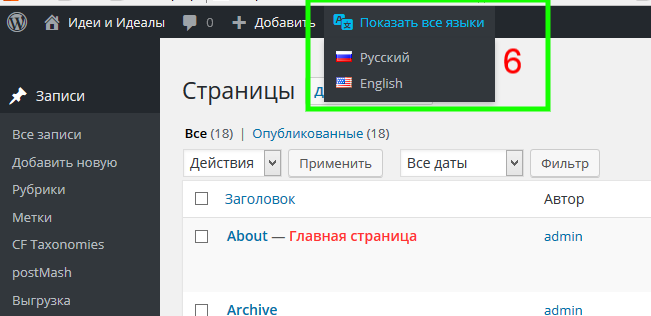 Идеи и Идеалы 0 Добавить Показать все языки
Русский
English
6
Записи
Все записи
Добавить новую
Рубрики
Метки
CF Taxonomies
postMash
Выгрузка
Страницы
Все (18) | Опубликованные (18)
Действия Применить Все даты Фильтр
Заголовок Автор
About — Главная страница admin
Archive admin